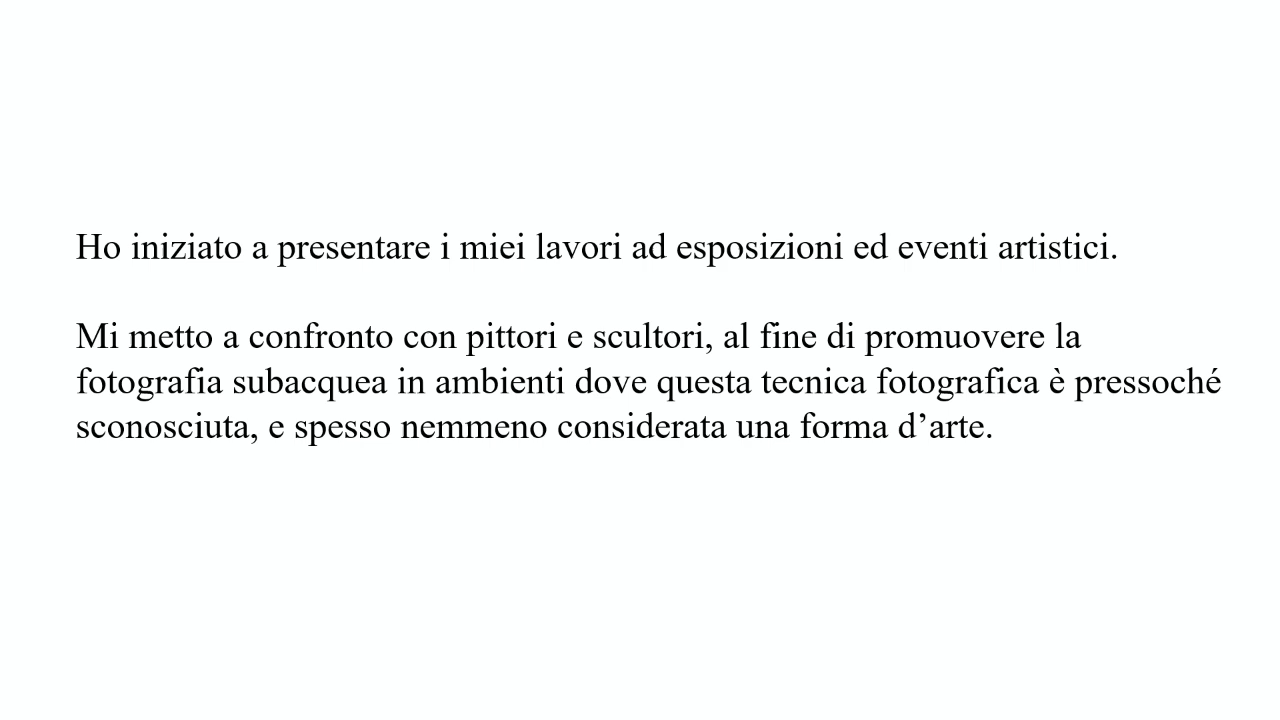 Ho iniziato a presentare i miei lavori ad esposizioni ed eventi artistici.
Mi metto a confronto con pittori e scultori, al fine di promuovere la
fotografia subacquea in ambienti dove questa tecnica fotografica è pressoché
sconosciuta, e spesso nemmeno considerata una forma d’arte.